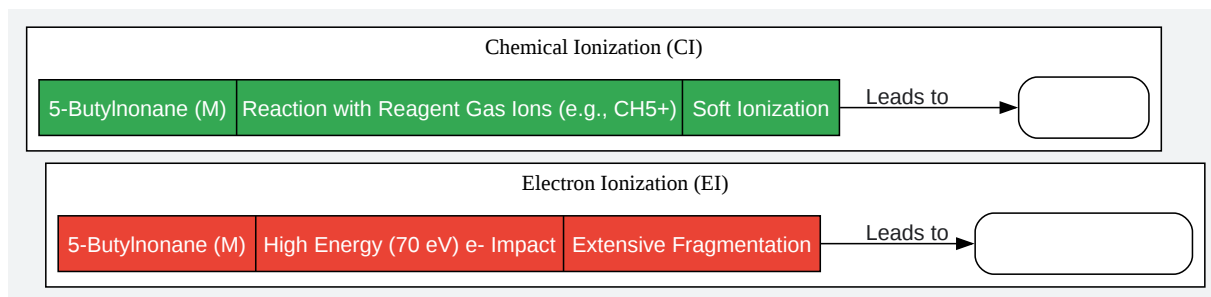 Chemical Ionization (CI)
5-Butylnonane (M) Reaction with Reagent Gas Ions (e.g., CH5+) Soft Ionization Leads to
Electron Ionization (EI)
5-Butylnonane (M) High Energy (70 eV) e- Impact Extensive Fragmentation Leads to